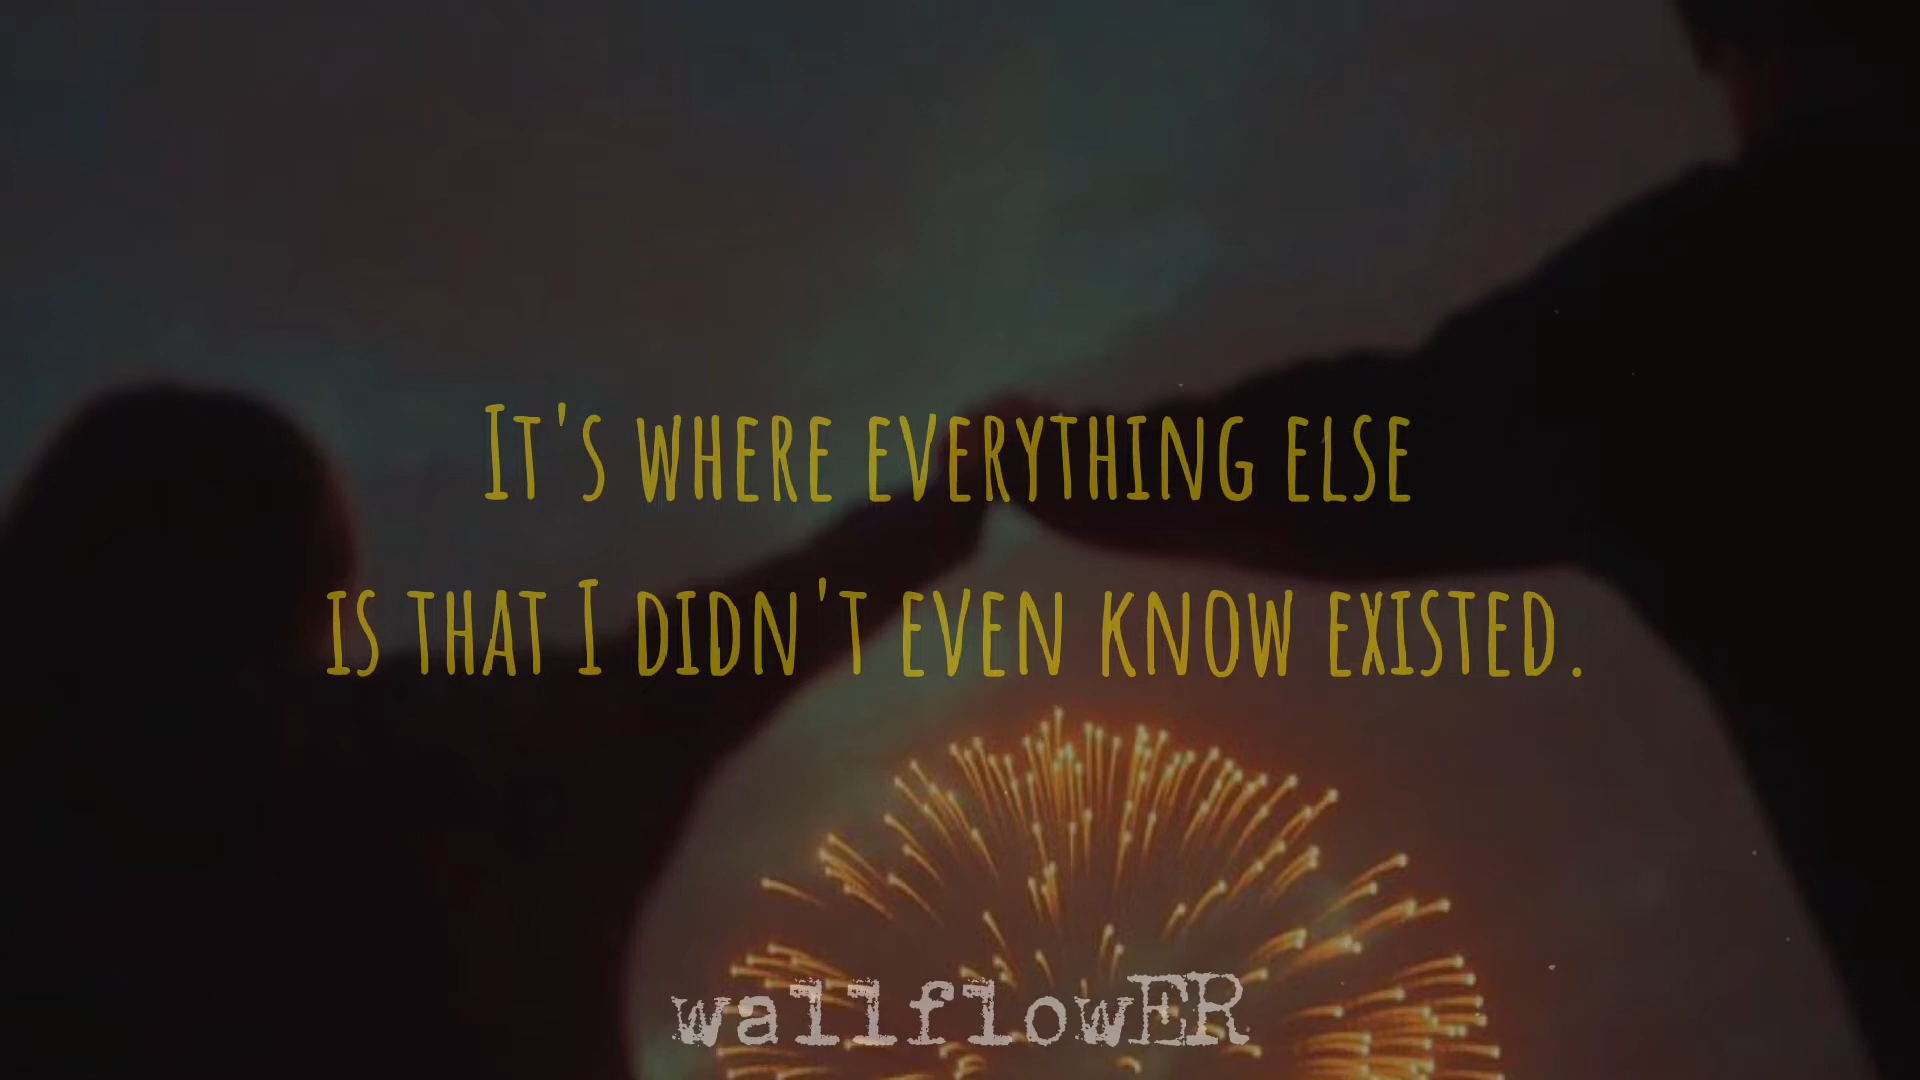 It's where everything else
is that I didn't even know existed.
wallflowER